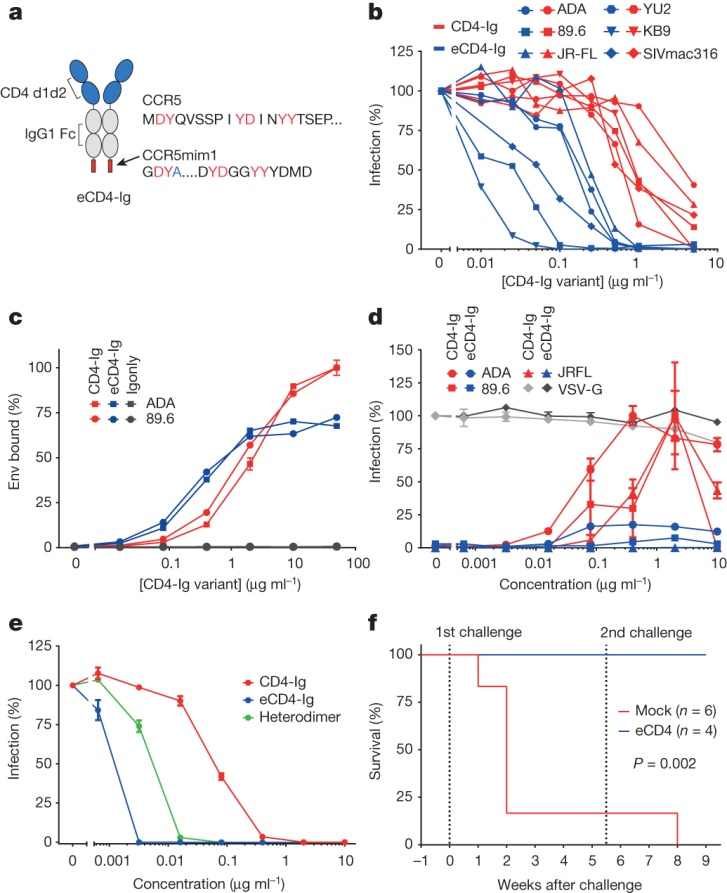 a
CD4 d1d2
IgG1 Fc
eCD4-Ig
CCR5
MDYQVSSP I YD I NYYTSEP...
CCR5mim1
GDYA....DYDGGYYYDMD
b
CD4-Ig
eCD4-Ig
ADA
89.6
JR-FL
YU2
KB9
SIVmac316
Infection (%)
125
100
75
50
25
0
0 0.01 0.1 1 10
[CD4-Ig variant] (μg ml⁻¹)
c
CD4-Ig
eCD4-Ig
Igonly
ADA
89.6
Env bound (%)
100
75
50
25
0
0 0.1 1 10 100
[CD4-Ig variant] (μg ml⁻¹)
d
CD4-Ig
eCD4-Ig
CD4-Ig
eCD4-Ig
ADA
89.6
JRFL
VSV-G
Infection (%)
150
125
100
75
50
25
0
0 0.001 0.01 0.1 1 10
Concentration (μg ml⁻¹)
e
CD4-Ig
eCD4-Ig
Heterodimer
Infection (%)
125
100
75
50
25
0
0 0.001 0.01 0.1 1 10
Concentration (μg ml⁻¹)
f
1st challenge
2nd challenge
Mock (n = 6)
eCD4 (n = 4)
P = 0.002
Survival (%)
100
75
50
25
0
–1 0 1 2 3 4 5 6 7 8 9
Weeks after challenge